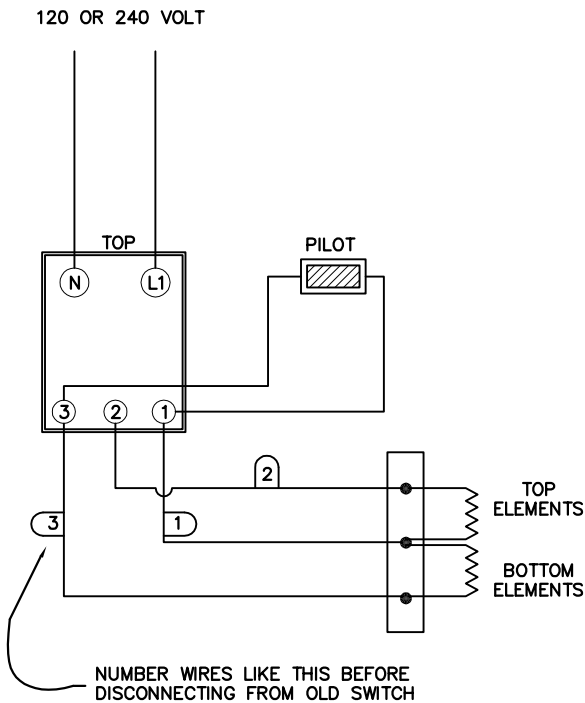 120 OR 240 VOLT
TOP
PILOT
N
L1
3
2
1
2
3
1
TOP
ELEMENTS
BOTTOM
ELEMENTS
NUMBER WIRES LIKE THIS BEFORE
DISCONNECTING FROM OLD SWITCH